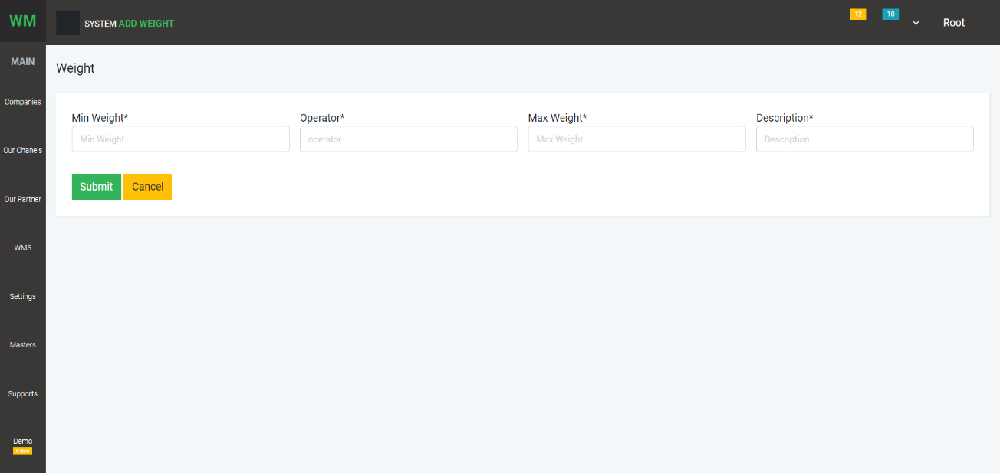 WM
SYSTEM ADD WEIGHT
12
10
Root
MAIN
Companies
Our Chanels
Our Partner
WMS
Settings
Masters
Supports
Demo
6 New
Weight
Min Weight*
Operator*
Max Weight*
Description*
Min Weight
operator
Max Weight
Description
Submit
Cancel